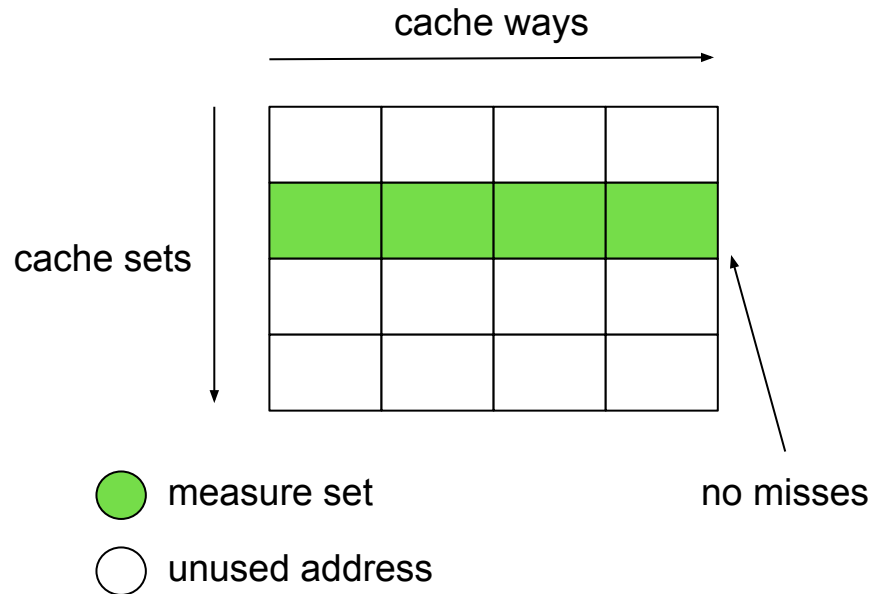 cache ways
cache sets
no misses
measure set
unused address